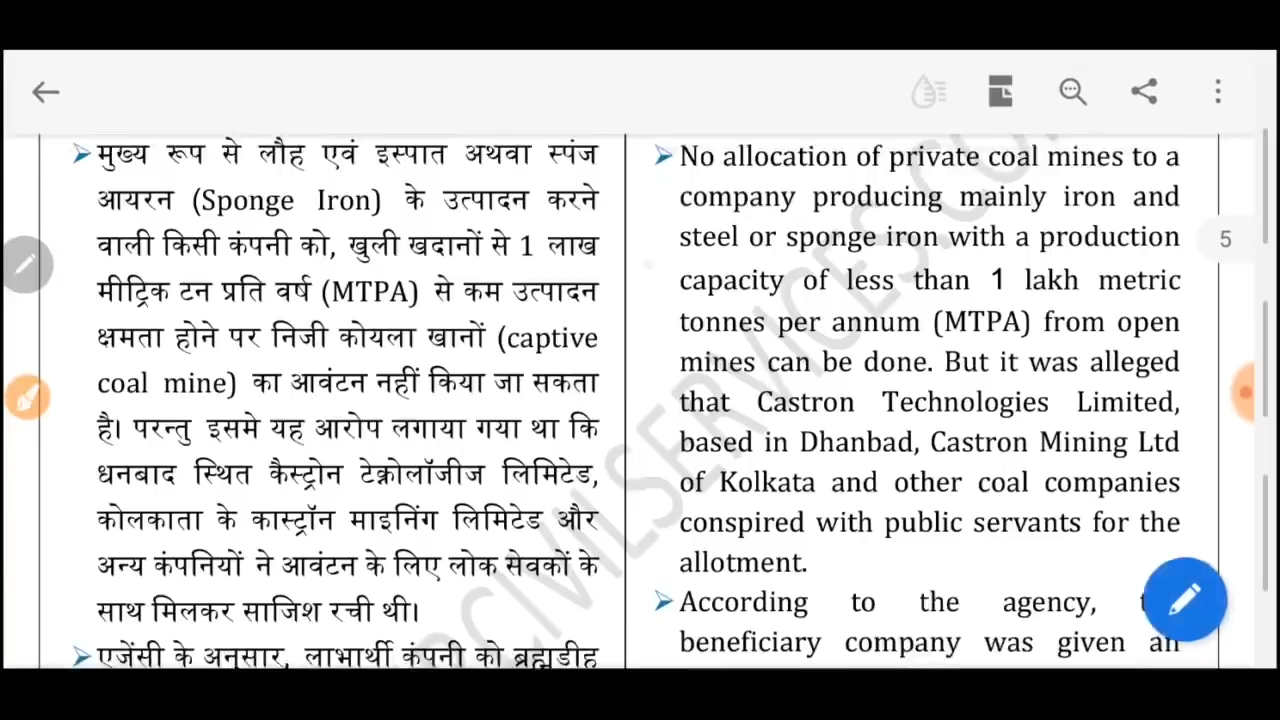 मुख्य रूप से लौह एवं इस्पात अथवा स्पंज
आयरन (Sponge Iron) के उत्पादन करने
वाली किसी कंपनी को, खुली खदानों से 1 लाख
मीट्रिक टन प्रति वर्ष (MTPA) से कम उत्पादन
क्षमता होने पर निजी कोयला खानों (captive
coal mine) का आवंटन नहीं किया जा सकता
है। परन्तु इसमे यह आरोप लगाया गया था कि
धनबाद स्थित कैस्ट्रोन टेक्नोलॉजीज लिमिटेड,
कोलकाता के कास्ट्रॉन माइनिंग लिमिटेड और
अन्य कंपनियों ने आवंटन के लिए लोक सेवकों के
साथ मिलकर साजिश रची थी।
एजेंसी के अनुसार, लाभार्थी कंपनी को ब्रह्मडीह
No allocation of private coal mines to a
company producing mainly iron and
steel or sponge iron with a production
capacity of less than 1 lakh metric
tonnes per annum (MTPA) from open
mines can be done. But it was alleged
that Castron Technologies Limited,
based in Dhanbad, Castron Mining Ltd
of Kolkata and other coal companies
conspired with public servants for the
allotment.
According to the agency,
beneficiary company was given an
5